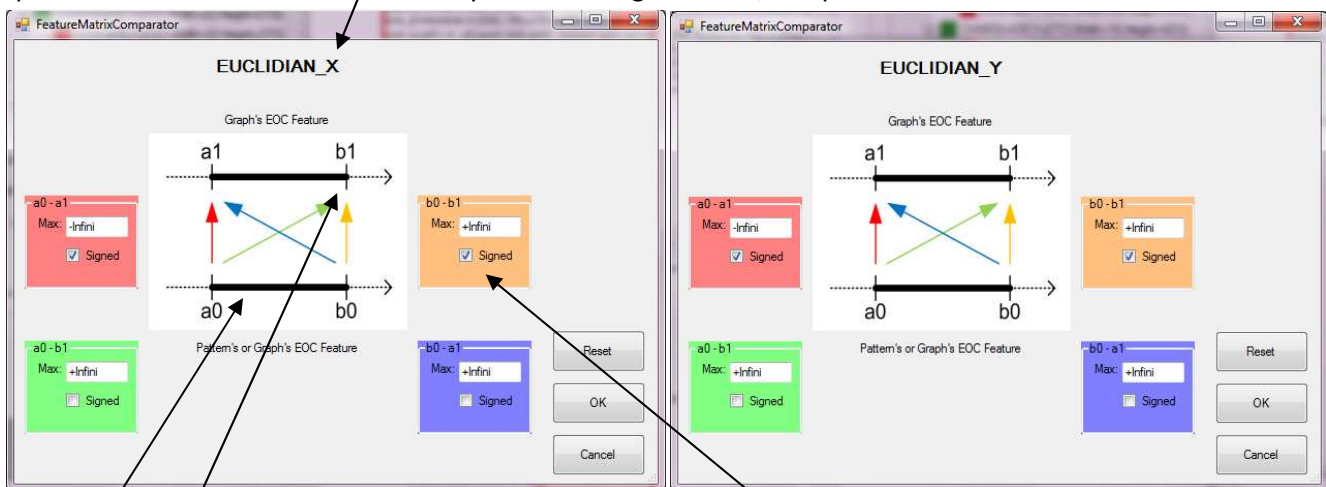 FeatureMatrixComparator
EUCLIDIAN_X
Graph's EOC Feature
a1 b1
a0 - a1
Max: -Infini
Signed
b0 - b1
Max: +Infini
Signed
a0 b0
Pattern's or Graph's EOC Feature
a0 - b1
Max: +Infini
Signed
b0 - a1
Max: +Infini
Signed
Reset
OK
Cancel
FeatureMatrixComparator
EUCLIDIAN_Y
Graph's EOC Feature
a1 b1
a0 - a1
Max: -Infini
Signed
b0 - b1
Max: +Infini
Signed
a0 b0
Pattern's or Graph's EOC Feature
a0 - b1
Max: +Infini
Signed
b0 - a1
Max: +Infini
Signed
Reset
OK
Cancel